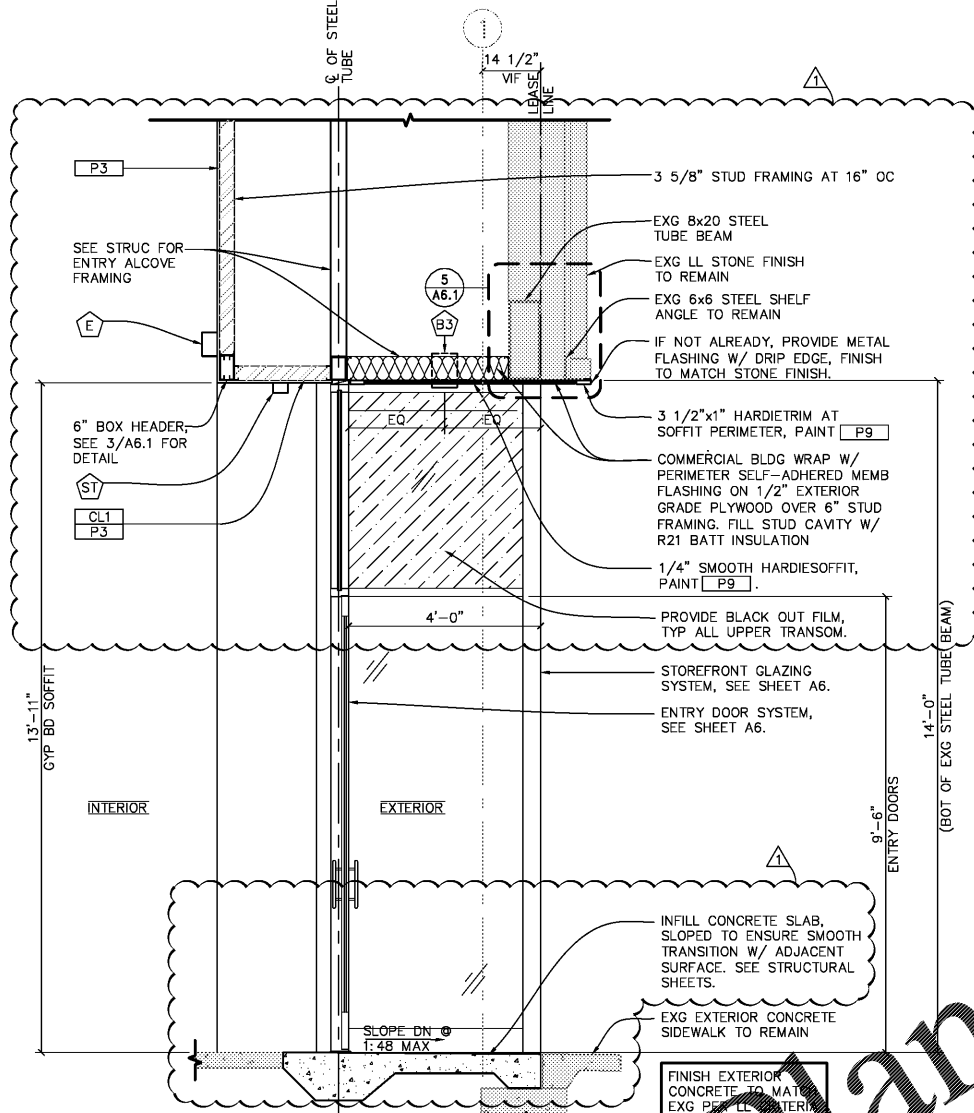 ℄ OF STEEL
TUBE
1
14 1/2"
VIF
LEASE
LINE
1
P3
3 5/8" STUD FRAMING AT 16" OC
EXG 8x20 STEEL
TUBE BEAM
SEE STRUC FOR
ENTRY ALCOVE
FRAMING
EXG LL STONE FINISH
TO REMAIN
5
A6.1
EXG 6x6 STEEL SHELF
ANGLE TO REMAIN
E
B3
IF NOT ALREADY, PROVIDE METAL
FLASHING W/ DRIP EDGE, FINISH
TO MATCH STONE FINISH.
6" BOX HEADER,
SEE 3/A6.1 FOR
DETAIL
EQ
EQ
3 1/2"x1" HARDIETRIM AT
SOFFIT PERIMETER, PAINT P9
ST
COMMERCIAL BLDG WRAP W/
PERIMETER SELF-ADHERED MEMB
FLASHING ON 1/2" EXTERIOR
GRADE PLYWOOD OVER 6" STUD
FRAMING. FILL STUD CAVITY W/
R21 BATT INSULATION
CL1
P3
1/4" SMOOTH HARDIESOFFIT,
PAINT P9 .
4'-0"
PROVIDE BLACK OUT FILM,
TYP ALL UPPER TRANSOM.
STOREFRONT GLAZING
SYSTEM, SEE SHEET A6.
ENTRY DOOR SYSTEM,
SEE SHEET A6.
13'-11"
GYP BD SOFFIT
14'-0"
(BOT OF EXG STEEL TUBE BEAM)
INTERIOR
EXTERIOR
9'-6"
ENTRY DOORS
1
INFILL CONCRETE SLAB,
SLOPED TO ENSURE SMOOTH
TRANSITION W/ ADJACENT
SURFACE. SEE STRUCTURAL
SHEETS.
EXG EXTERIOR CONCRETE
SIDEWALK TO REMAIN
SLOPE DN @
1:48 MAX
FINISH EXTERIOR
CONCRETE TO MATCH
EXG PER LL CRITERIA